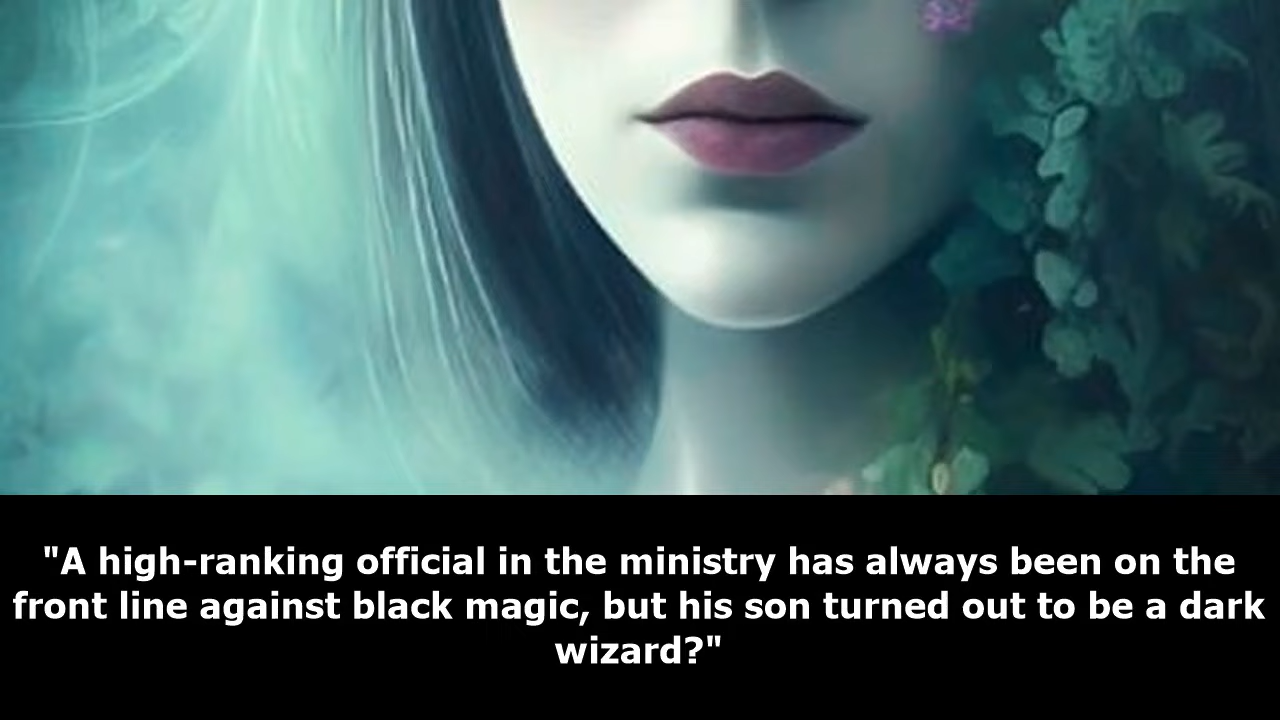 "A high-ranking official in the ministry has always been on the
front line against black magic, but his son turned out to be a dark
wizard?"